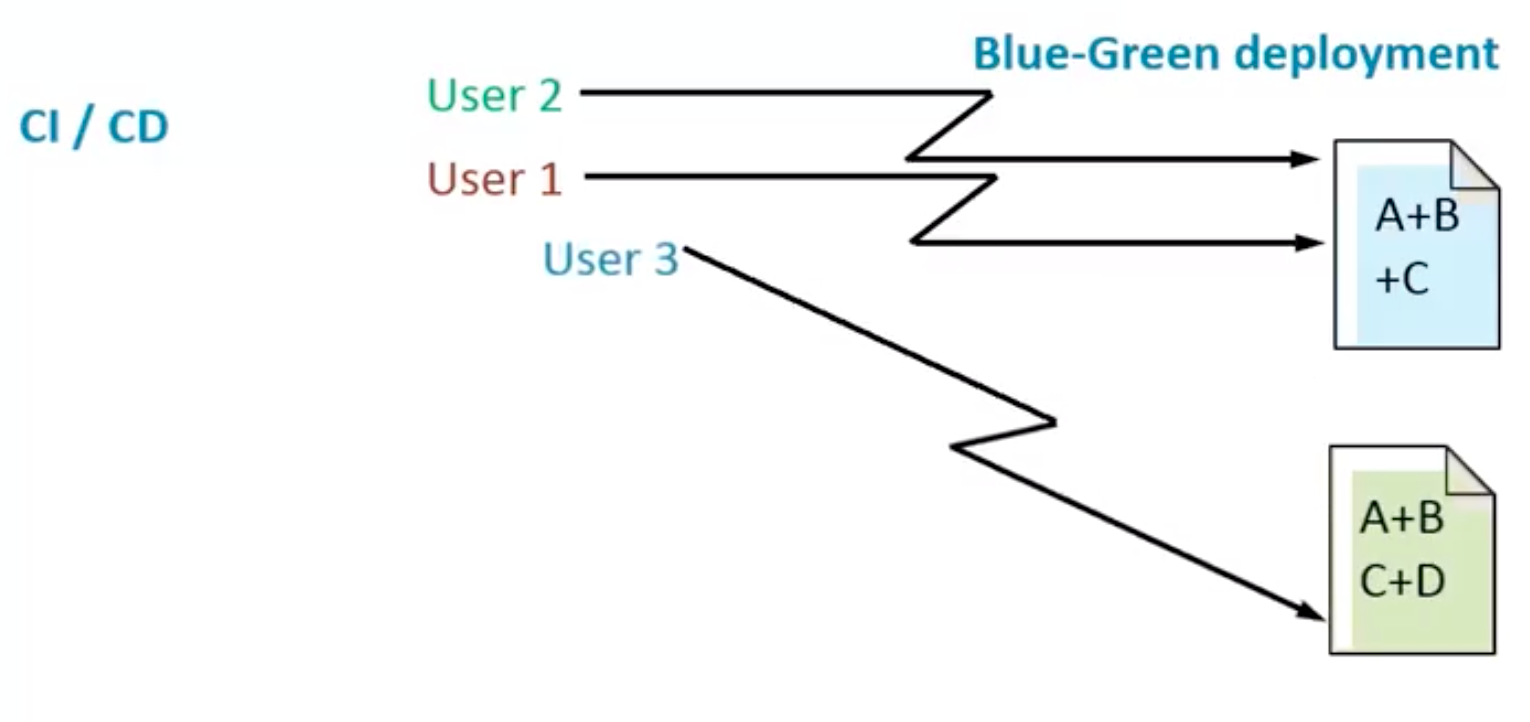 Blue-Green deployment
CI / CD
User 2
User 1
User 3
A+B
+C
A+B
C+D